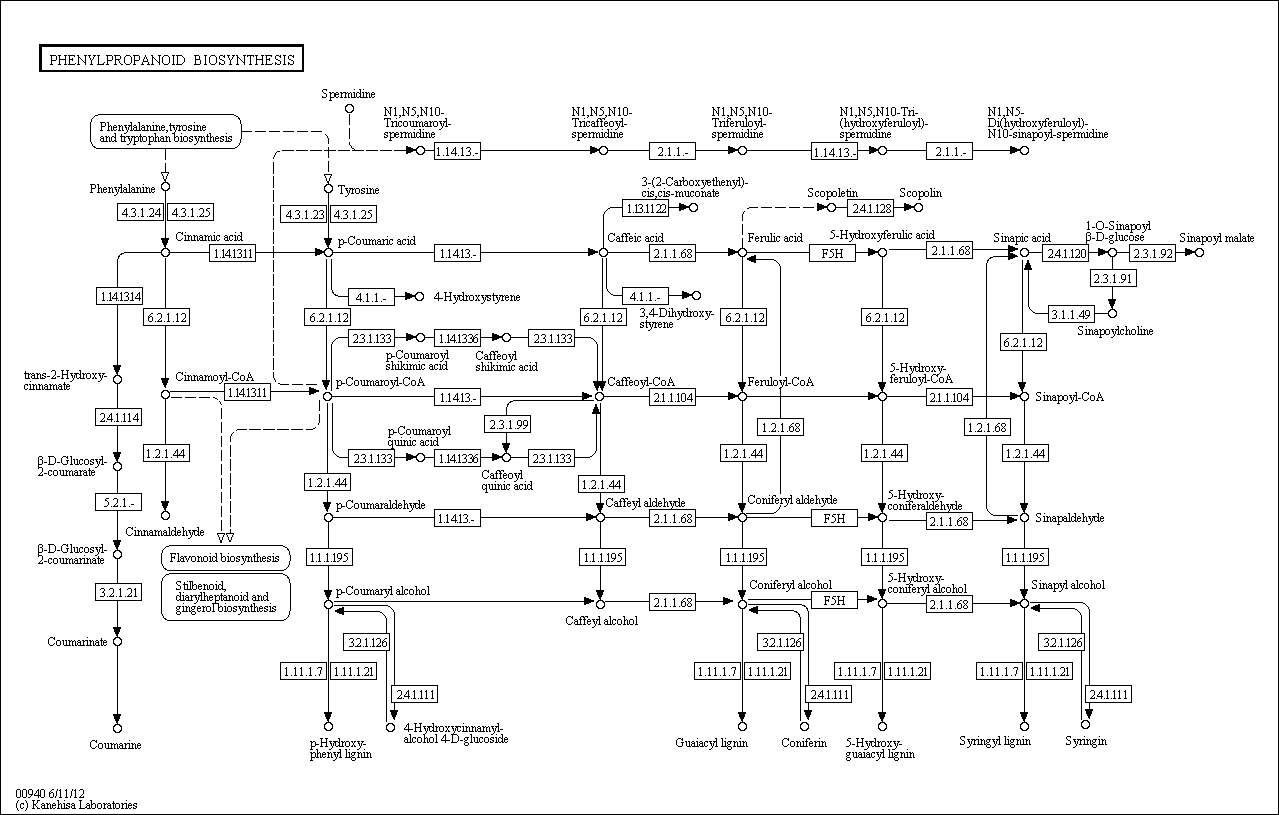 PHENYLPROPANOID BIOSYNTHESIS
Spermidine
N1,N5,N10-
Tricoumaroyl-
spermidine
N1,N5,N10-
Tricaffeoyl-
spermidine
N1,N5,N10-
Triferuloyl-
spermidine
N1,N5,N10-Tri-
(hydroxyferuloyl)-
spermidine
N1,N5-
Di(hydroxyferuloyl)-
N10-sinapoyl-spermidine
Phenylalanine,tyrosine
and tryptophan biosynthesis
1.14.13.-
2.1.1.-
1.14.13.-
2.1.1.-
Phenylalanine
Tyrosine
3-(2-Carboxyethenyl)-
cis,cis-muconate
Scopoletin
Scopolin
4.3.1.24
4.3.1.25
4.3.1.23
4.3.1.25
1.13.11.22
2.4.1.128
Cinnamic acid
p-Coumaric acid
Caffeic acid
Ferulic acid
5-Hydroxyferulic acid
Sinapic acid
1-O-Sinapoyl
β-D-glucose
Sinapoyl malate
1.14.13.11
1.14.13.-
2.1.1.68
F5H
2.1.1.68
2.4.1.120
2.3.1.92
2.3.1.91
1.14.13.14
4.1.1.-
4-Hydroxystyrene
4.1.1.-
3,4-Dihydroxy-
styrene
6.2.1.12
6.2.1.12
6.2.1.12
6.2.1.12
6.2.1.12
3.1.1.49
Sinapoylcholine
2.3.1.133
1.14.13.36
2.3.1.133
6.2.1.12
p-Coumaroyl
shikimic acid
Caffeoyl
shikimic acid
trans-2-Hydroxy-
cinnamate
Cinnamoyl-CoA
p-Coumaroyl-CoA
Caffeoyl-CoA
Feruloyl-CoA
5-Hydroxy-
feruloyl-CoA
Sinapoyl-CoA
1.14.13.11
1.14.13.-
2.1.1.104
2.1.1.104
2.4.1.114
2.3.1.99
1.2.1.68
1.2.1.68
p-Coumaroyl
quinic acid
1.2.1.44
2.3.1.133
1.14.13.36
2.3.1.133
1.2.1.44
1.2.1.44
1.2.1.44
β-D-Glucosyl-
2-coumarate
Caffeoyl
quinic acid
1.2.1.44
1.2.1.44
5.2.1.-
p-Coumaraldehyde
Caffeyl aldehyde
Coniferyl aldehyde
5-Hydroxy-
coniferaldehyde
Sinapaldehyde
1.14.13.-
2.1.1.68
F5H
2.1.1.68
Cinnamaldehyde
β-D-Glucosyl-
2-coumarinate
Flavonoid biosynthesis
1.1.1.195
1.1.1.195
1.1.1.195
1.1.1.195
1.1.1.195
Stilbenoid,
diarylheptanoid and
gingerol biosynthesis
3.2.1.21
p-Coumaryl alcohol
Caffeyl alcohol
Coniferyl alcohol
5-Hydroxy-
coniferyl alcohol
Sinapyl alcohol
2.1.1.68
F5H
2.1.1.68
Coumarinate
3.2.1.126
3.2.1.126
3.2.1.126
1.11.1.7
1.11.1.21
1.11.1.7
1.11.1.21
1.11.1.7
1.11.1.21
1.11.1.7
1.11.1.21
2.4.1.111
2.4.1.111
2.4.1.111
Coumarine
p-Hydroxy-
phenyl lignin
4-Hydroxycinnamyl-
alcohol 4-D-glucoside
Guaiacyl lignin
Coniferin
5-Hydroxy-
guaiacyl lignin
Syringyl lignin
Syringin
00940 6/11/12
(c) Kanehisa Laboratories